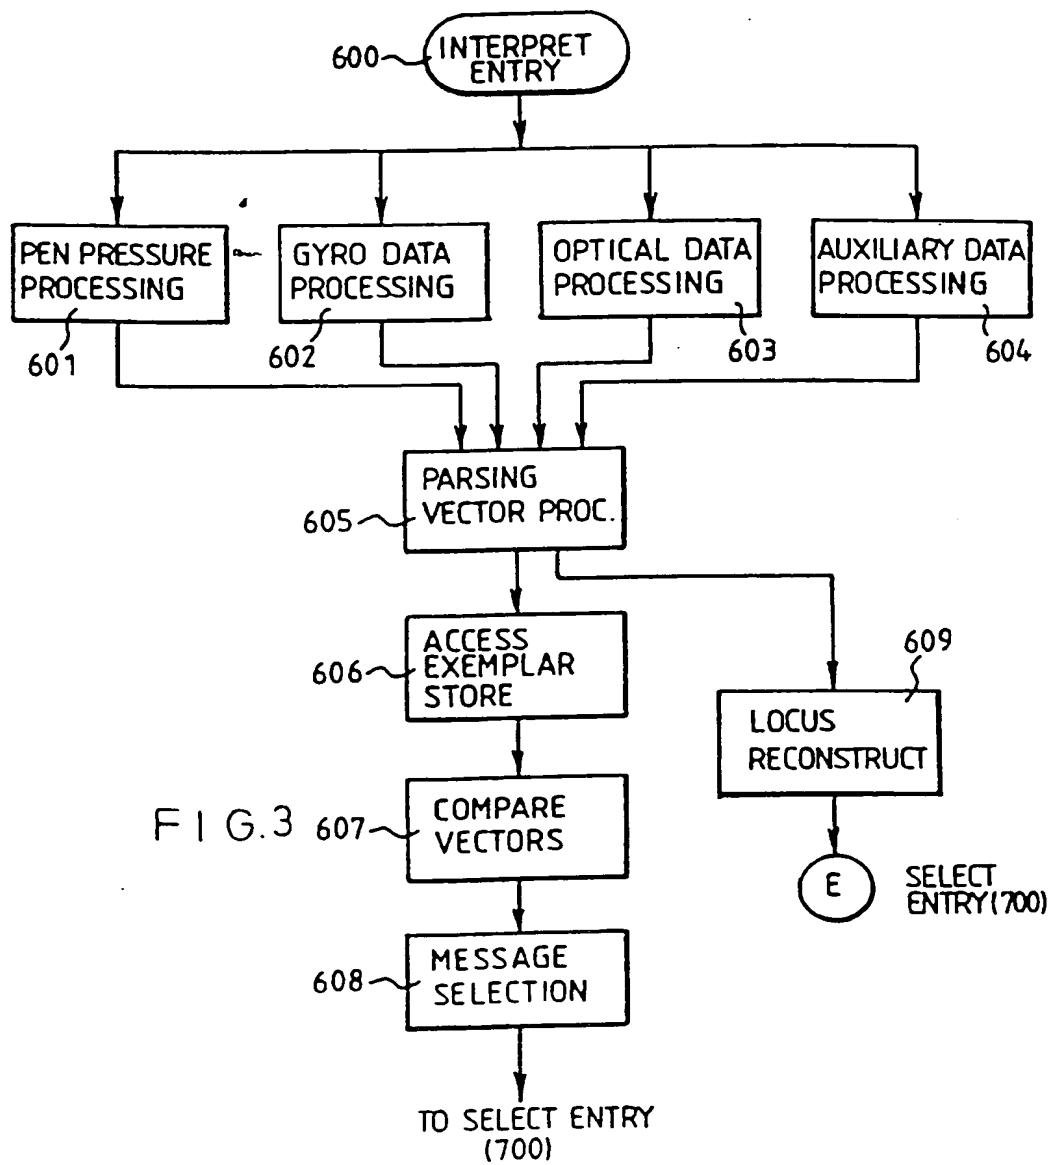 600
INTERPRET
ENTRY
PEN PRESSURE
PROCESSING
601
GYRO DATA
PROCESSING
602
OPTICAL DATA
PROCESSING
603
AUXILIARY DATA
PROCESSING
604
PARSING
VECTOR PROC.
605
ACCESS
EXEMPLAR
STORE
606
609
LOCUS
RECONSTRUCT
FIG.3
607
COMPARE
VECTORS
E
SELECT
ENTRY(700)
608
MESSAGE
SELECTION
TO SELECT ENTRY
(700)